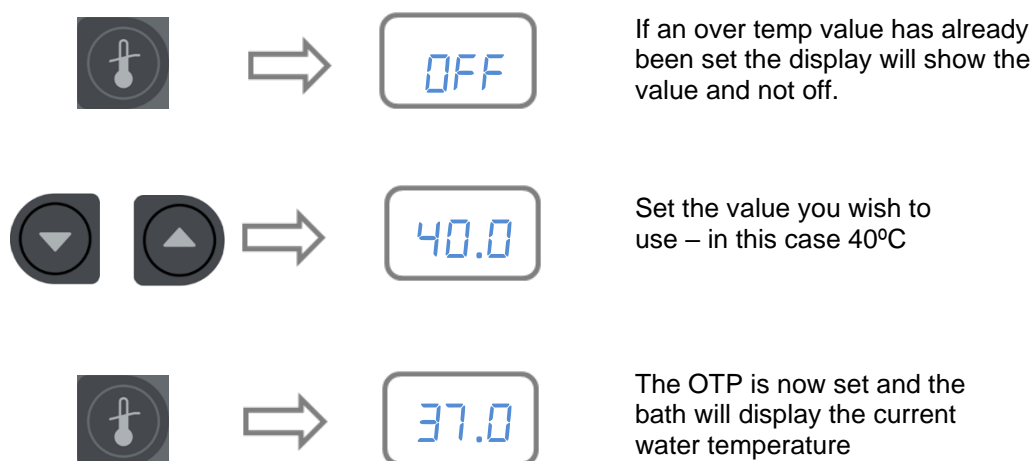 OFF
If an over temp value has already
been set the display will show the
value and not off.
40.0
Set the value you wish to
use – in this case 40ºC
37.0
The OTP is now set and the
bath will display the current
water temperature